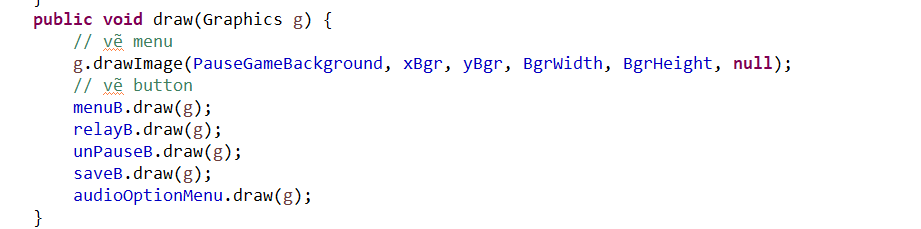 }
public void draw(Graphics g) {
// vẽ menu
g.drawImage(PauseGameBackground, xBgr, yBgr, BgrWidth, BgrHeight, null);
// vẽ button
menuB.draw(g);
relayB.draw(g);
unPauseB.draw(g);
saveB.draw(g);
audioOptionMenu.draw(g);
}